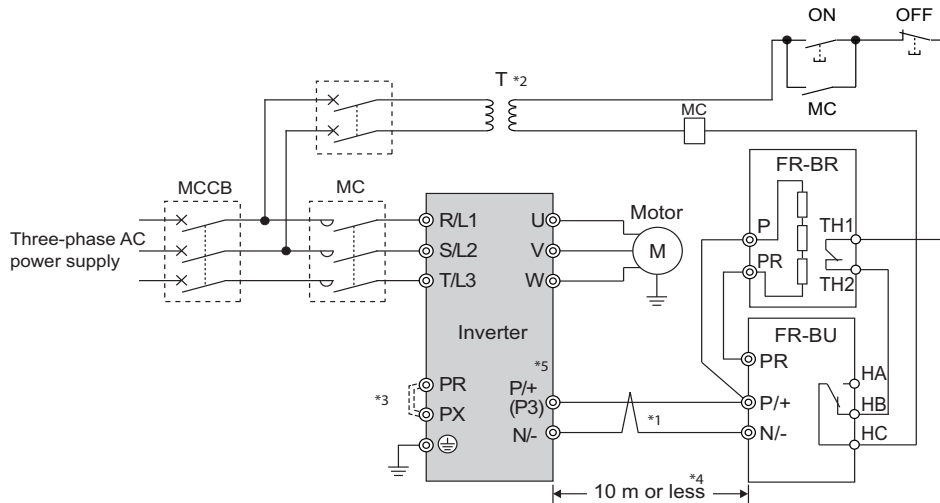 ON
OFF
T *2
MC
MC
FR-BR
MCCB
MC
R/L1
U
Motor
P
TH1
Three-phase AC
power supply
S/L2
V
M
PR
TH2
T/L3
W
Inverter
FR-BU
*5
PR
HA
PR
P/+
(P3)
P/+
HB
*3
PX
*1
N/-
N/-
HC
*4
10 m or less